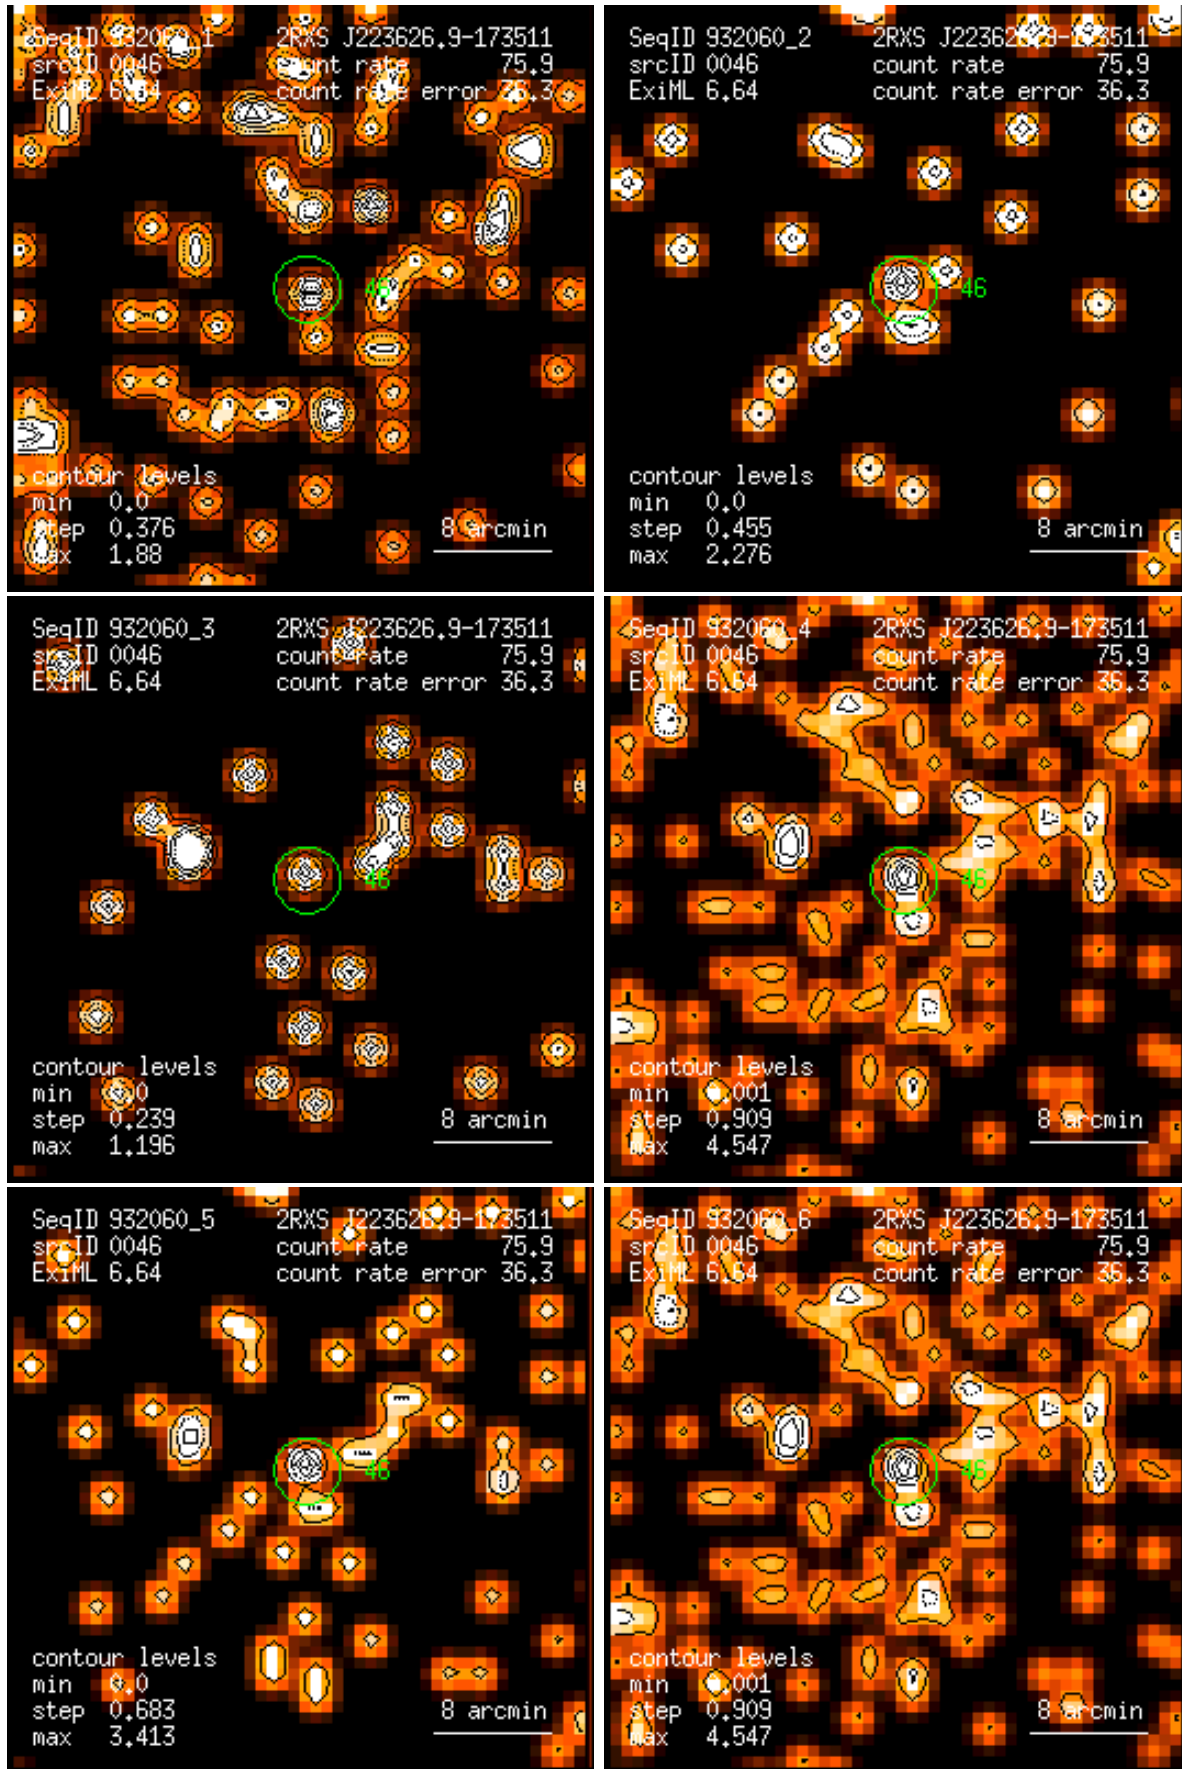 SeqID 932060_1 2RXS J223626.9-173511
srcID 0046 count rate 75.9
ExiML 6.64 count rate error 36.3
46
contour levels
min 0.0
step 0.376
max 1.88
8 arcmin
SeqID 932060_2 2RXS J223626.9-173511
srcID 0046 count rate 75.9
ExiML 6.64 count rate error 36.3
46
contour levels
min 0.0
step 0.455
max 2.276
8 arcmin
SeqID 932060_3 2RXS J223626.9-173511
srcID 0046 count rate 75.9
ExiML 6.64 count rate error 36.3
46
contour levels
min 0.0
step 0.239
max 1.196
8 arcmin
SeqID 932060_4 2RXS J223626.9-173511
srcID 0046 count rate 75.9
ExiML 6.64 count rate error 36.3
46
contour levels
min 0.001
step 0.909
max 4.547
8 arcmin
SeqID 932060_5 2RXS J223626.9-173511
srcID 0046 count rate 75.9
ExiML 6.64 count rate error 36.3
46
contour levels
min 0.0
step 0.683
max 3.413
8 arcmin
SeqID 932060_6 2RXS J223626.9-173511
srcID 0046 count rate 75.9
ExiML 6.64 count rate error 36.3
46
contour levels
min 0.001
step 0.909
max 4.547
8 arcmin